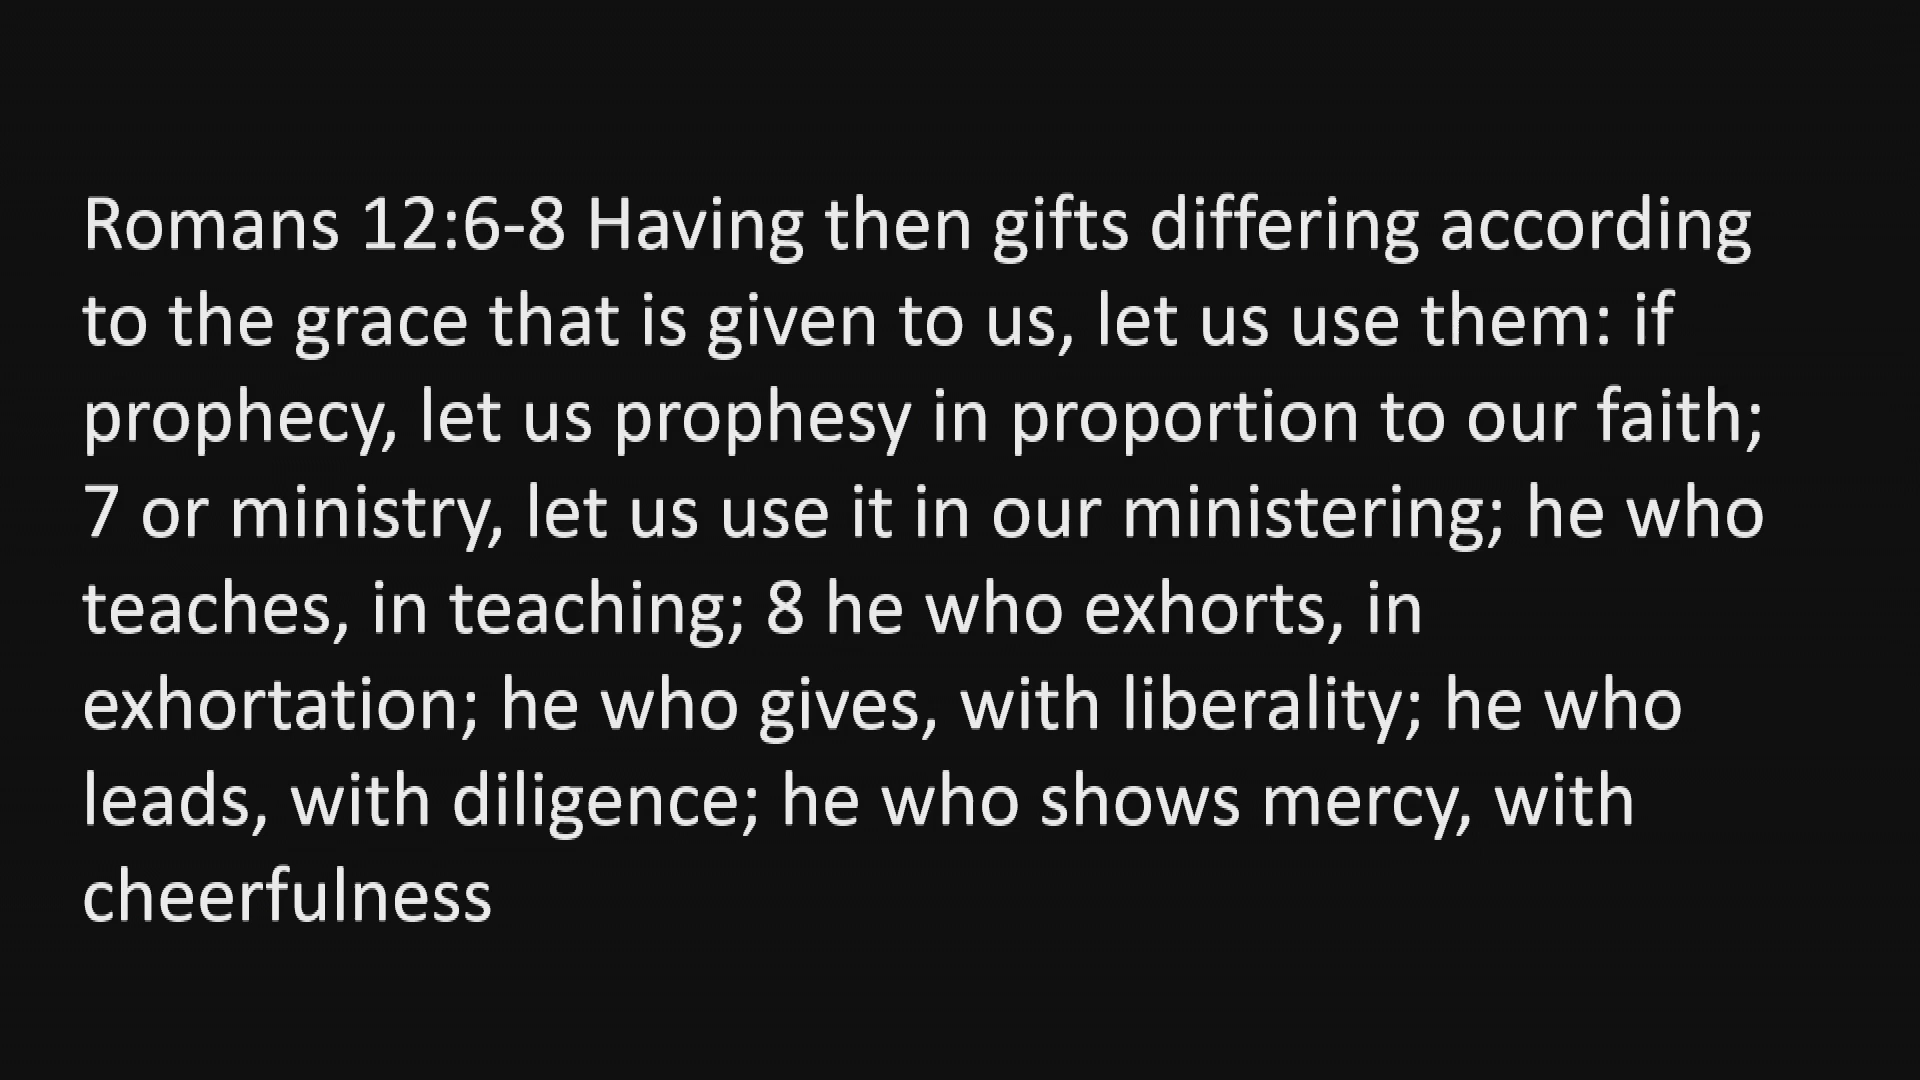 Romans 12:6-8 Having then gifts differing according
to the grace that is given to us, let us use them: if
prophecy, let us prophesy in proportion to our faith;
7 or ministry, let us use it in our ministering; he who
teaches, in teaching; 8 he who exhorts, in
exhortation; he who gives, with liberality; he who
leads, with diligence; he who shows mercy, with
cheerfulness